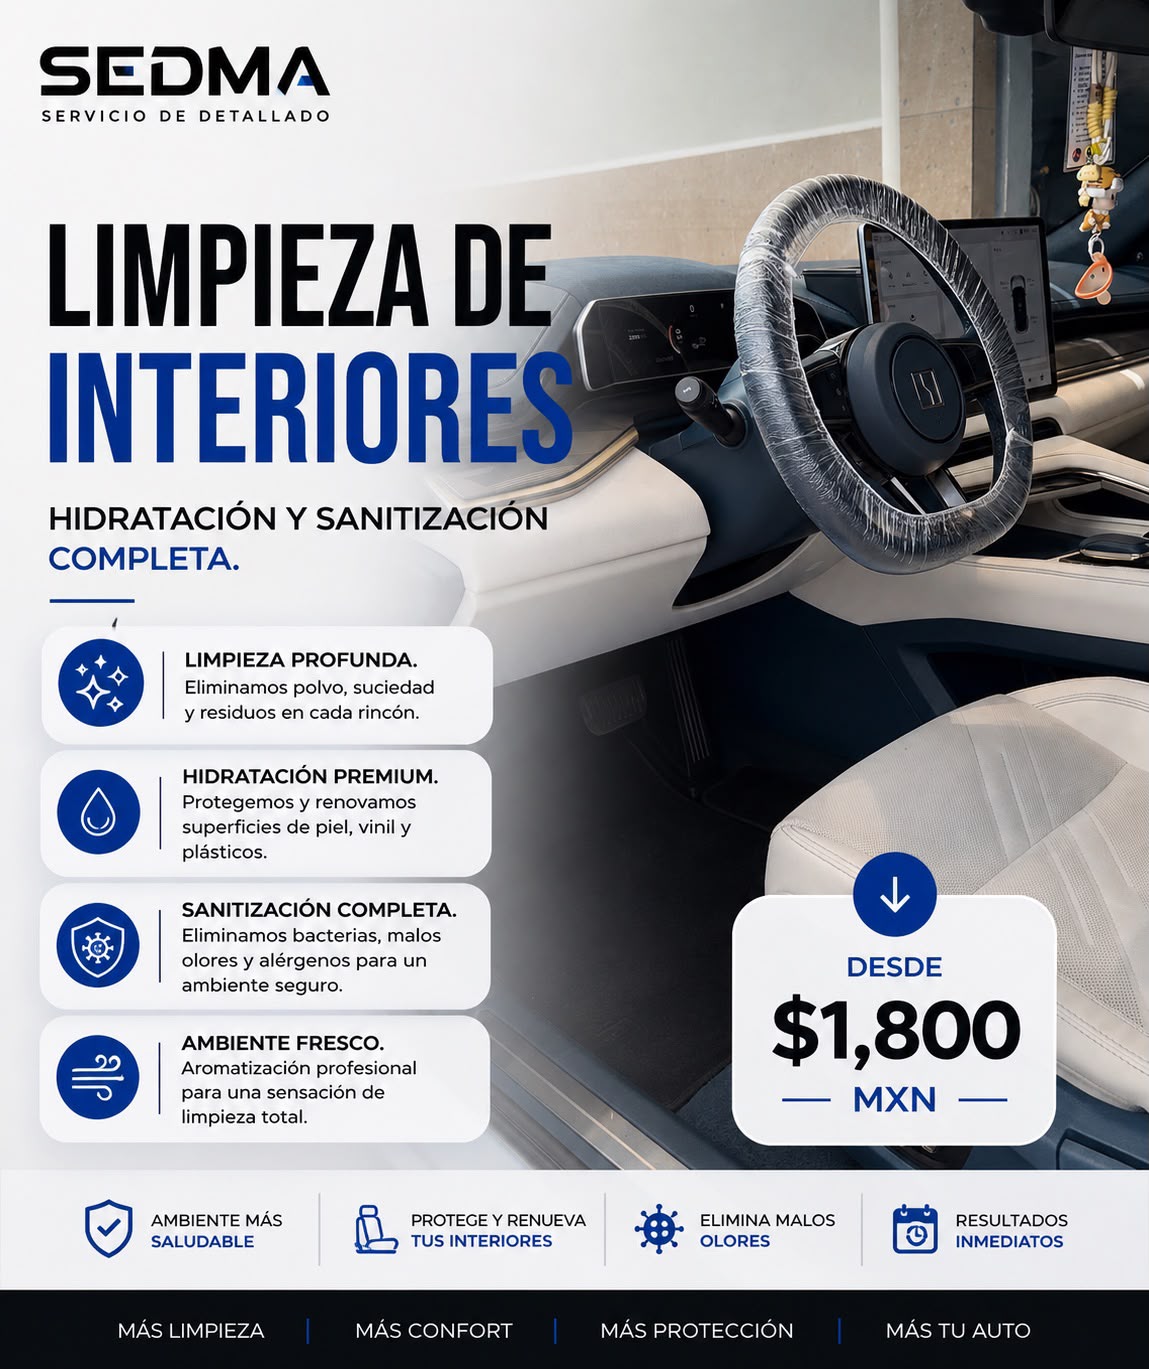 SEDMA
SERVICIO DE DETALLADO
LIMPIEZA DE
INTERIORES
HIDRATACIÓN Y SANITIZACIÓN
COMPLETA.
LIMPIEZA PROFUNDA.
Eliminamos polvo, suciedad
y residuos en cada rincón.
HIDRATACIÓN PREMIUM.
Protegemos y renovamos
superficies de piel, vinil y
plásticos.
SANITIZACIÓN COMPLETA.
Eliminamos bacterias, malos
olores y alérgenos para un
ambiente seguro.
AMBIENTE FRESCO.
Aromatización profesional
para una sensación de
limpieza total.
DESDE
$1,800
MXN
AMBIENTE MÁS
SALUDABLE
PROTEGE Y RENUEVA
TUS INTERIORES
ELIMINA MALOS
OLORES
RESULTADOS
INMEDIATOS
MÁS LIMPIEZA
MÁS CONFORT
MÁS PROTECCIÓN
MÁS TU AUTO